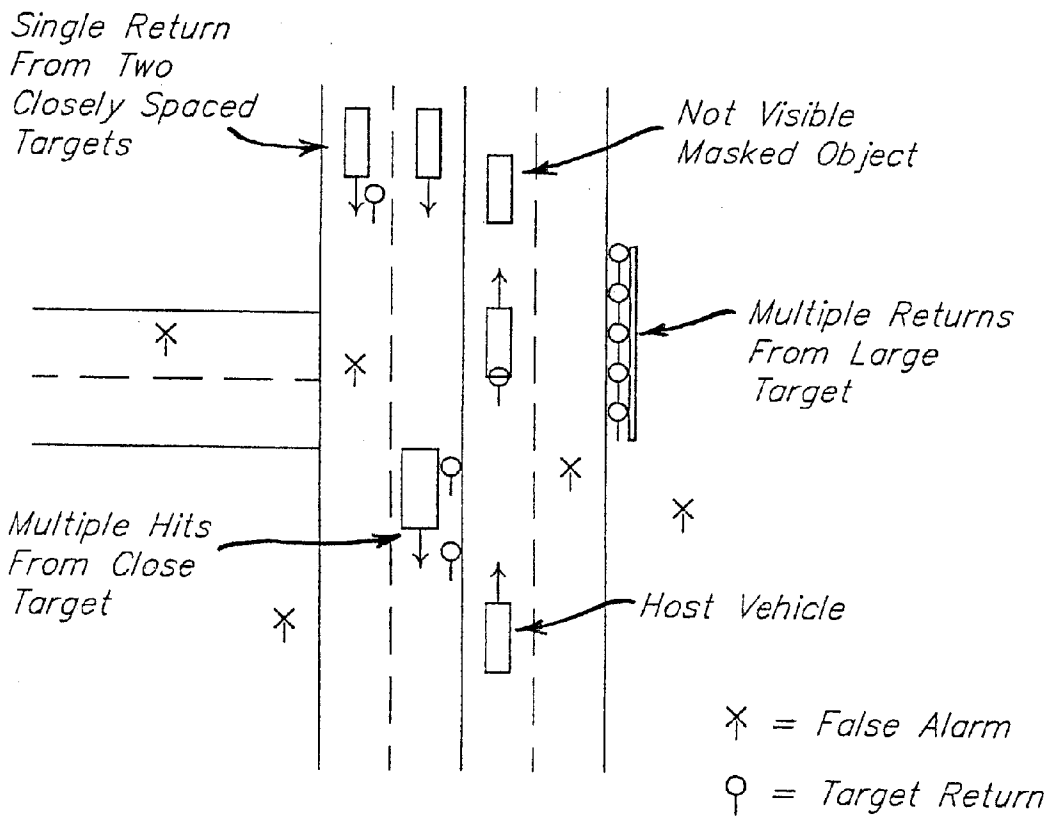 Single Return
From Two
Closely Spaced
Targets
Not Visible
Masked Object
Multiple Returns
From Large
Target
Multiple Hits
From Close
Target
Host Vehicle
= False Alarm
= Target Return